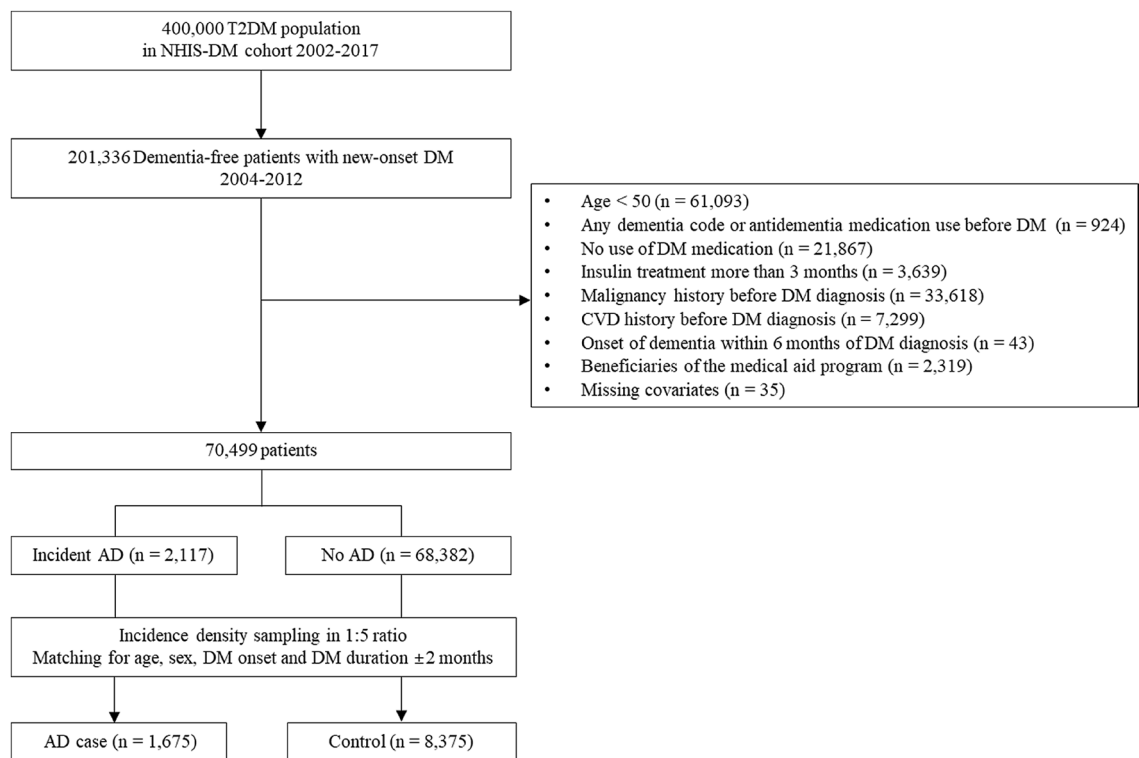 400,000 T2DM population
in NHIS-DM cohort 2002-2017
201,336 Dementia-free patients with new-onset DM
2004-2012
• Age < 50 (n = 61,093)
• Any dementia code or antidementia medication use before DM (n = 924)
• No use of DM medication (n = 21,867)
• Insulin treatment more than 3 months (n = 3,639)
• Malignancy history before DM diagnosis (n = 33,618)
• CVD history before DM diagnosis (n = 7,299)
• Onset of dementia within 6 months of DM diagnosis (n = 43)
• Beneficiaries of the medical aid program (n = 2,319)
• Missing covariates (n = 35)
70,499 patients
Incident AD (n = 2,117)
No AD (n = 68,382)
Incidence density sampling in 1:5 ratio
Matching for age, sex, DM onset and DM duration ±2 months
AD case (n = 1,675)
Control (n = 8,375)